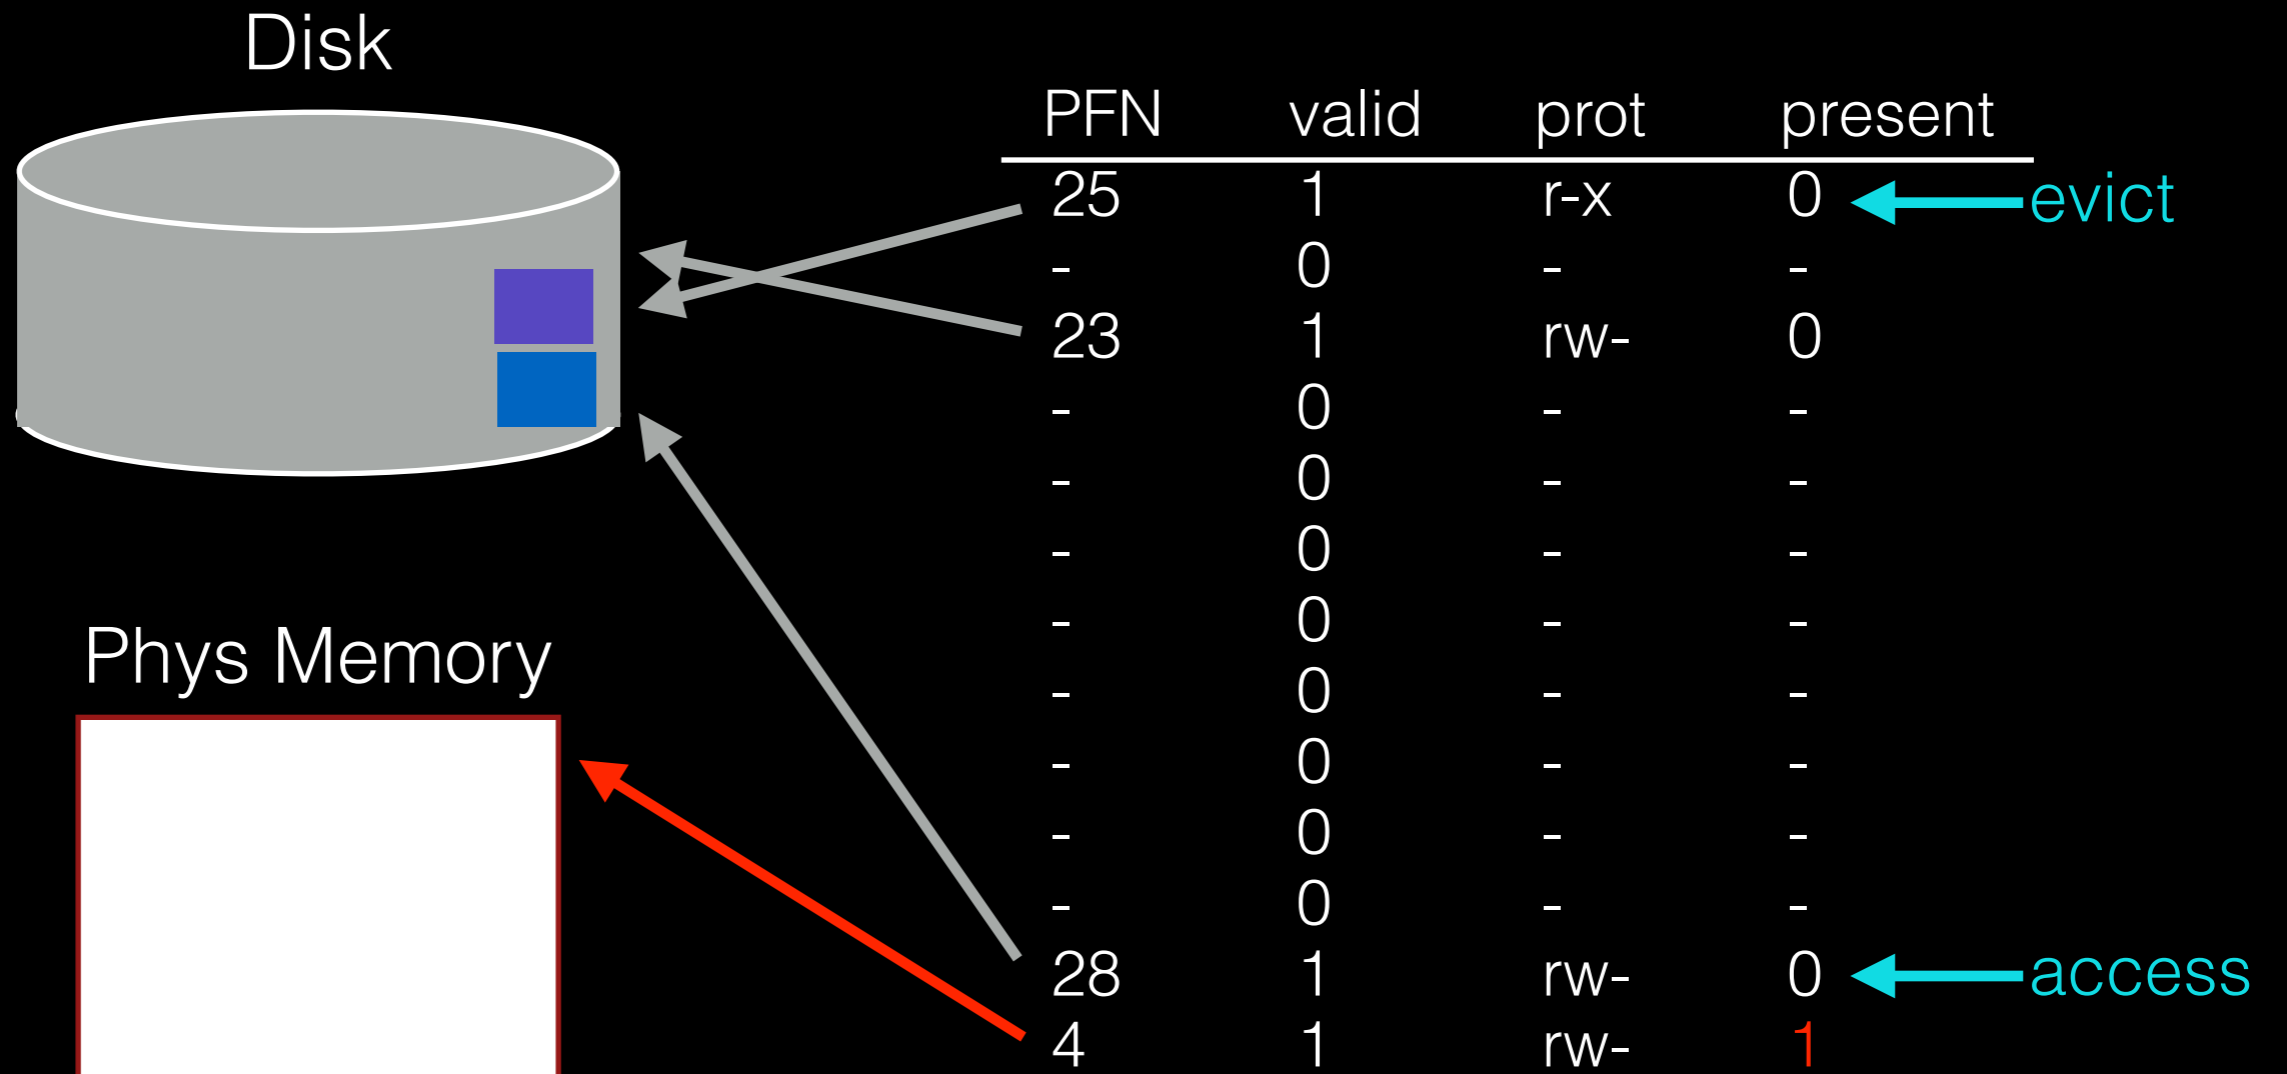 Disk
PFN valid prot present
25 1 r-x 0 evict
- 0 - -
23 1 rw- 0
- 0 - -
- 0 - -
- 0 - -
- 0 - -
- 0 - -
- 0 - -
- 0 - -
- 0 - -
28 1 rw- 0 access
4 1 rw- 1
Phys Memory